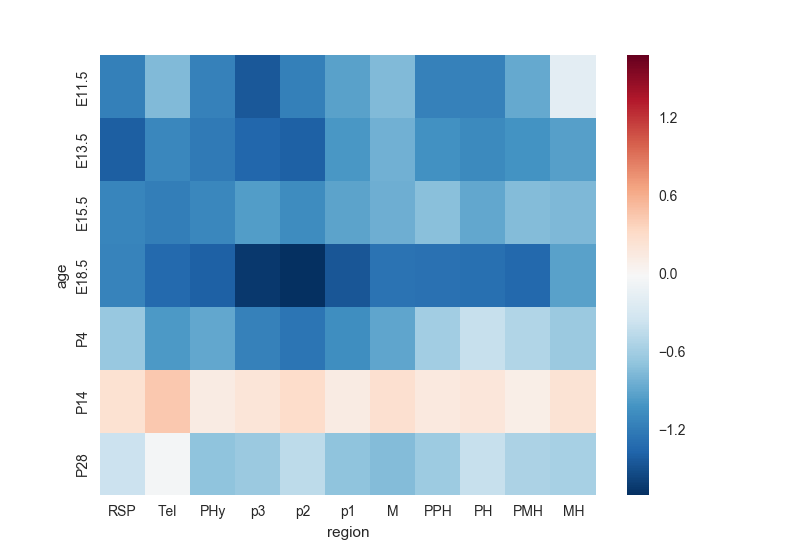 E11.5
E13.5
E15.5
E18.5
P4
P14
P28
age
RSP Tel PHy p3 p2 p1 M PPH PH PMH MH
region
1.2
0.6
0.0
−0.6
−1.2